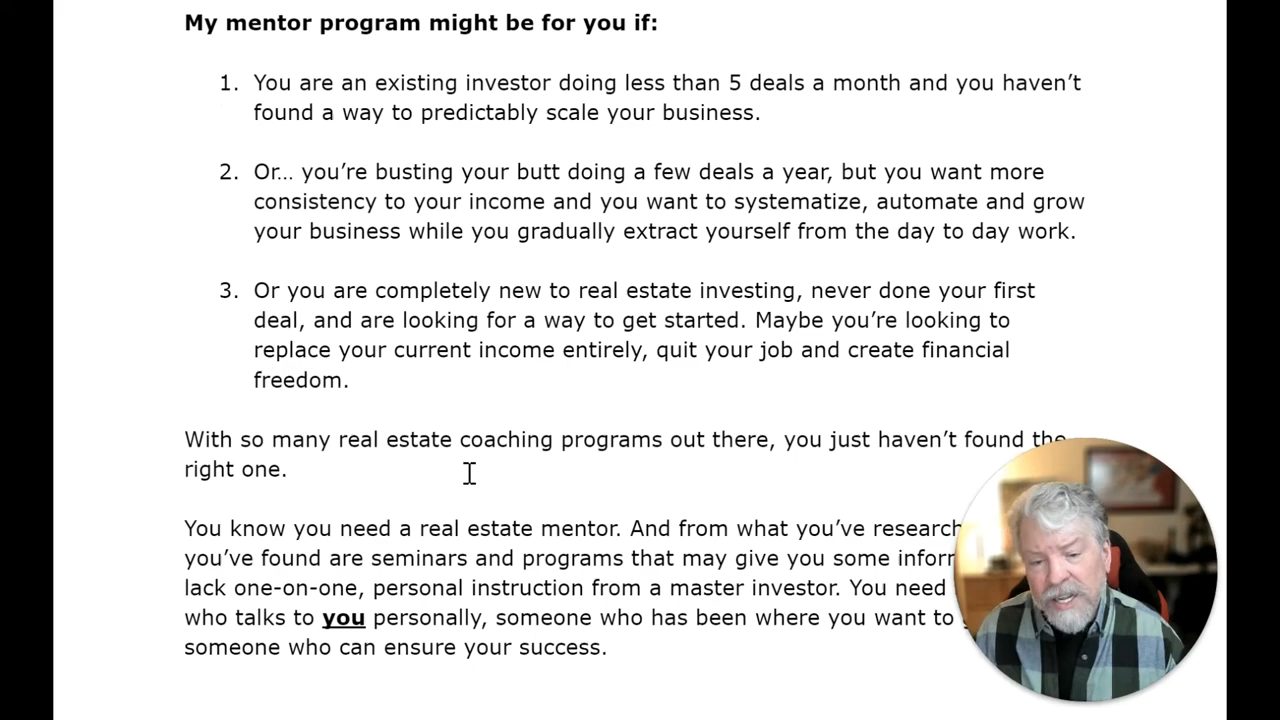 My mentor program might be for you if:
1. You are an existing investor doing less than 5 deals a month and you haven’t
found a way to predictably scale your business.
2. Or… you’re busting your butt doing a few deals a year, but you want more
consistency to your income and you want to systematize, automate and grow
your business while you gradually extract yourself from the day to day work.
3. Or you are completely new to real estate investing, never done your first
deal, and are looking for a way to get started. Maybe you’re looking to
replace your current income entirely, quit your job and create financial
freedom.
With so many real estate coaching programs out there, you just haven’t found the
right one.
You know you need a real estate mentor. And from what you’ve
you’ve found are seminars and programs that may give you some
lack one-on-one, personal instruction from a master investor. You need
who talks to you personally, someone who has been where you want to
someone who can ensure your success.